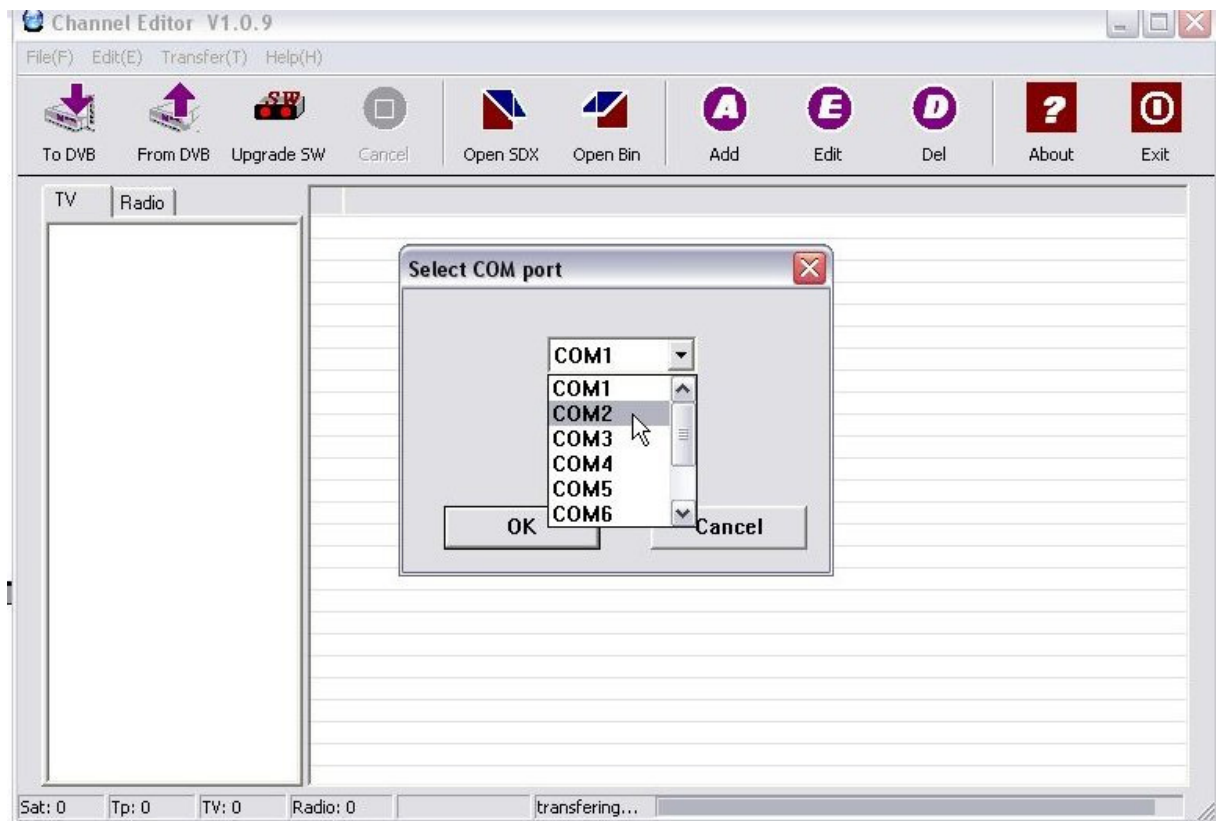 Channel Editor V1.0.9
File(F) Edit(E) Transfer(T) Help(H)
SW
A E D ?
To DVB From DVB Upgrade SW Cancel Open SDX Open Bin Add Edit Del About Exit
TV Radio
Select COM port
COM1
COM1
COM2
COM3
COM4
COM5
COM6
OK Cancel
Sat: 0 Tp: 0 TV: 0 Radio: 0 transfering...